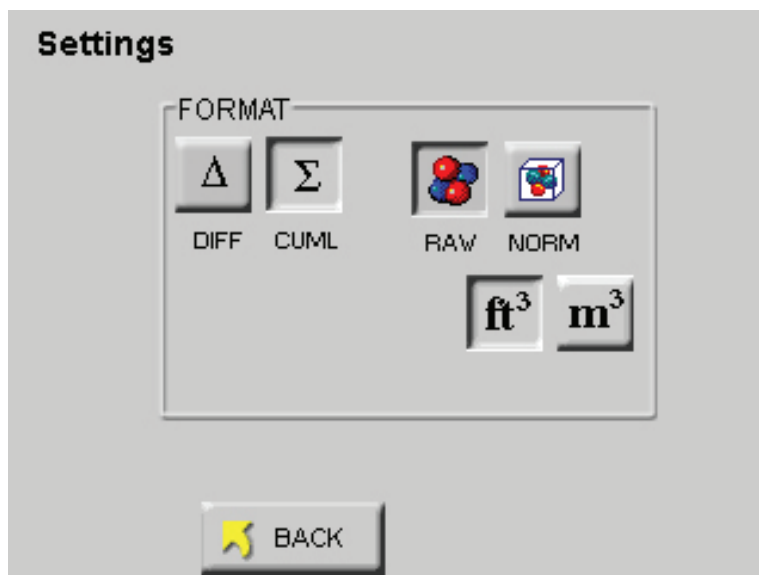 Settings
FORMAT
Δ Σ
DIFF CUML RAW NORM
ft³ m³
BACK